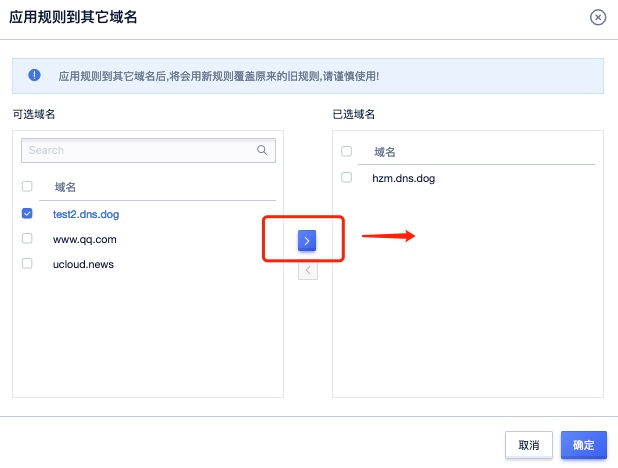 应用规则到其它域名
应用规则到其它域名后,将会用新规则覆盖原来的旧规则,请谨慎使用!
可选域名
Search
域名
test2.dns.dog
www.qq.com
ucloud.news
已选域名
域名
hzm.dns.dog
取消
确定